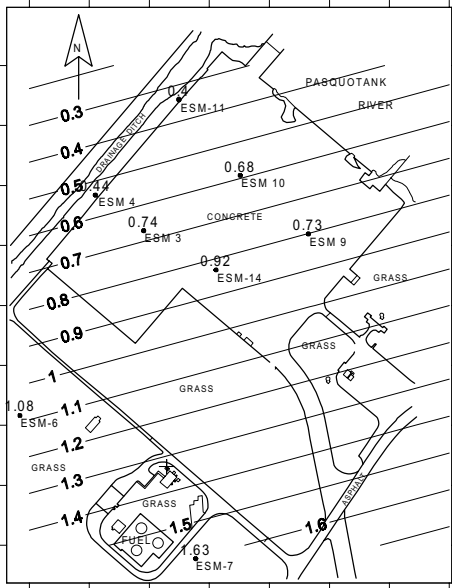 N
PASQUOTANK
RIVER
0.4
ESM-11
0.3
DRAINAGE DITCH
0.4
0.68
ESM 10
0.5
0.44
ESM 4
0.6
0.74
ESM 3
CONCRETE
0.73
ESM 9
0.7
0.92
ESM-14
GRASS
0.8
0.9
GRASS
1
GRASS
1.08
ESM-6
1.1
1.2
GRASS
1.3
GRASS
ASPHALT
1.4
1.5
1.6
FUEL
1.63
ESM-7